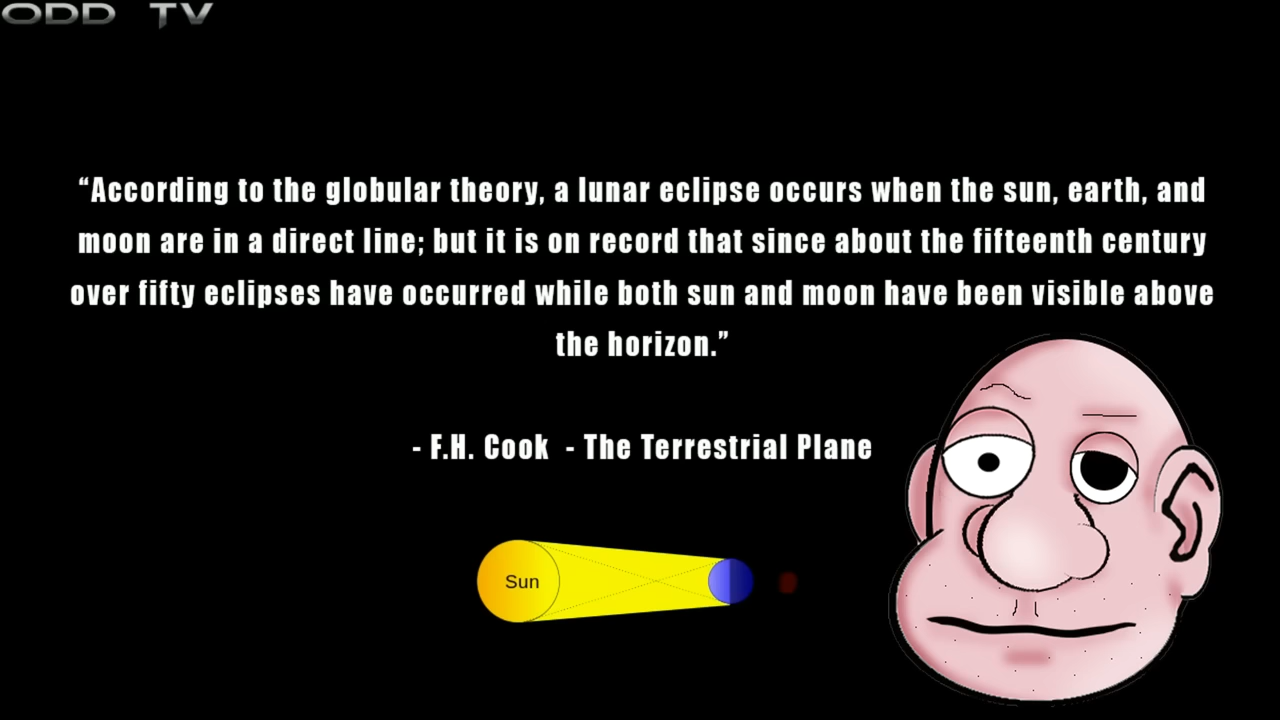 ODD TV
“According to the globular theory, a lunar eclipse occurs when the sun, earth, and
moon are in a direct line; but it is on record that since about the fifteenth century
over fifty eclipses have occurred while both sun and moon have been visible above
the horizon.”
- F.H. Cook - The Terrestrial Plane
Sun